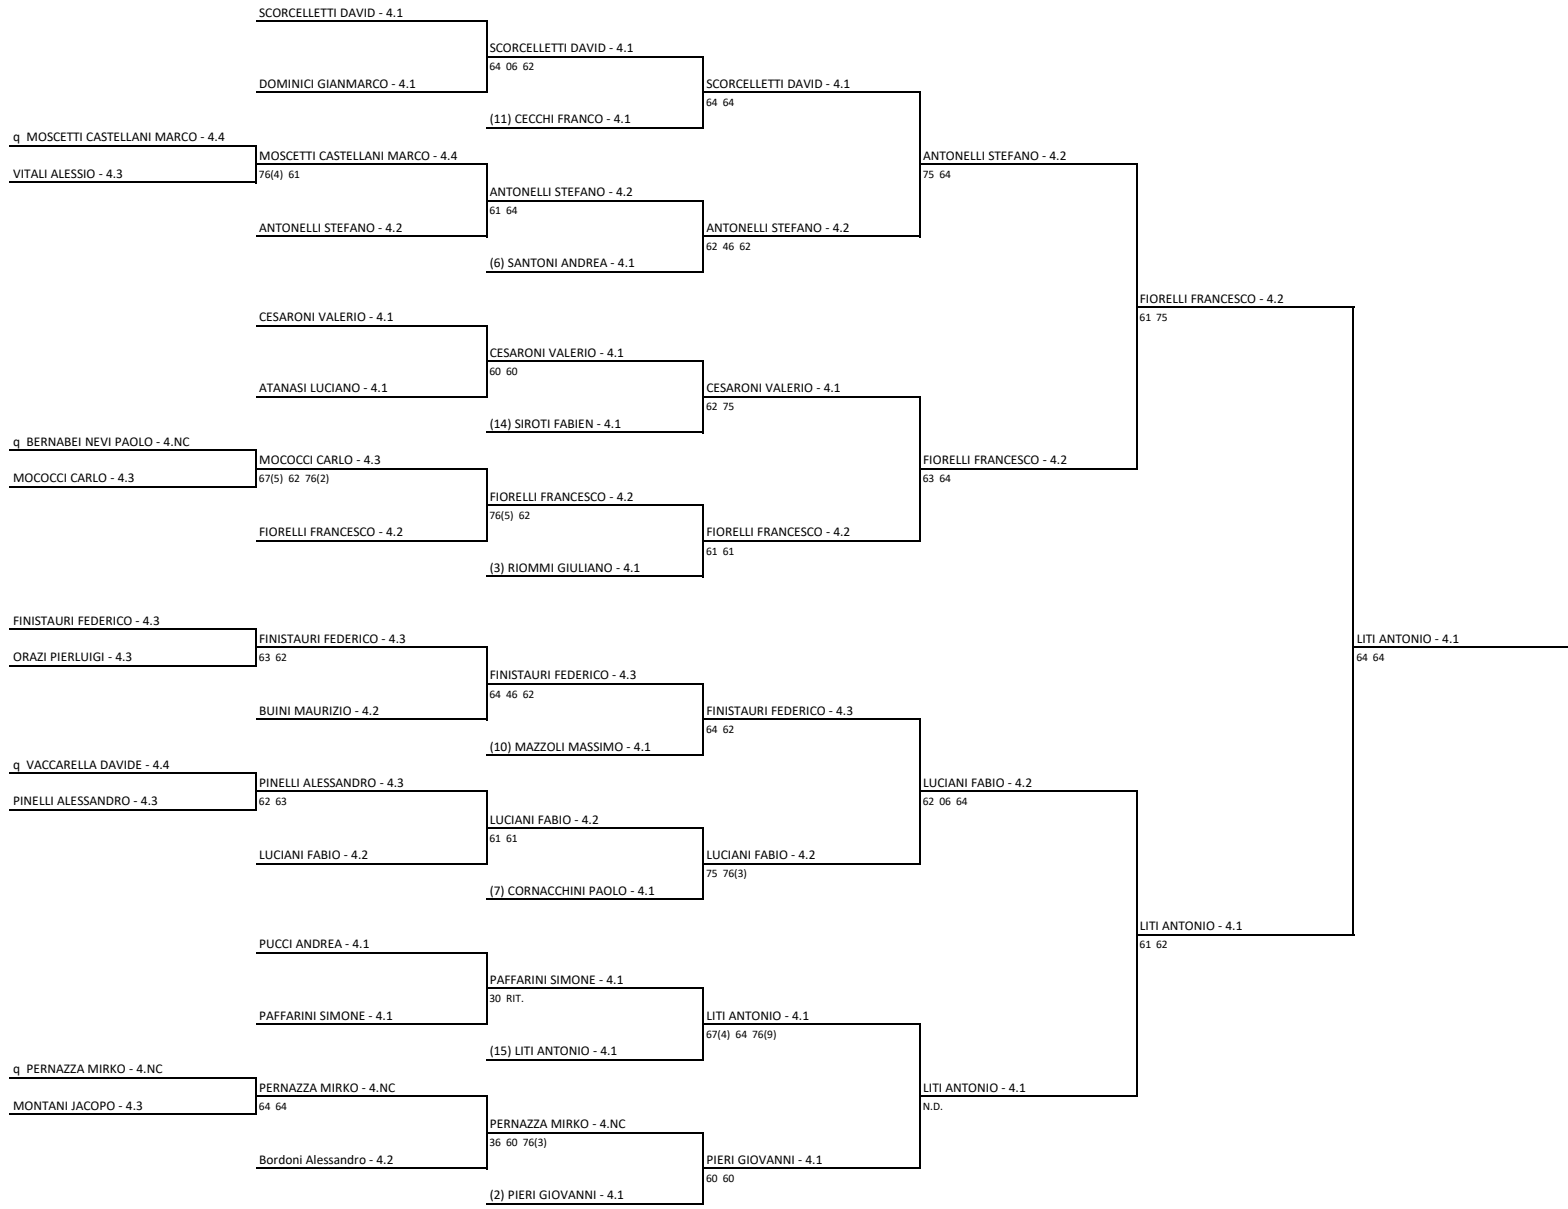 SCORCELLETTI DAVID - 4.1
SCORCELLETTI DAVID - 4.1
64 06 62
DOMINICI GIANMARCO - 4.1
SCORCELLETTI DAVID - 4.1
64 64
(11) CECCHI FRANCO - 4.1
q MOSCETTI CASTELLANI MARCO - 4.4
MOSCETTI CASTELLANI MARCO - 4.4
ANTONELLI STEFANO - 4.2
VITALI ALESSIO - 4.3
76(4) 61
75 64
ANTONELLI STEFANO - 4.2
61 64
ANTONELLI STEFANO - 4.2
ANTONELLI STEFANO - 4.2
62 46 62
(6) SANTONI ANDREA - 4.1
FIORELLI FRANCESCO - 4.2
61 75
CESARONI VALERIO - 4.1
CESARONI VALERIO - 4.1
60 60
ATANASI LUCIANO - 4.1
CESARONI VALERIO - 4.1
62 75
(14) SIROTI FABIEN - 4.1
q BERNABEI NEVI PAOLO - 4.NC
MOCOCCI CARLO - 4.3
FIORELLI FRANCESCO - 4.2
MOCOCCI CARLO - 4.3
67(5) 62 76(2)
63 64
FIORELLI FRANCESCO - 4.2
76(5) 62
FIORELLI FRANCESCO - 4.2
FIORELLI FRANCESCO - 4.2
61 61
(3) RIOMMI GIULIANO - 4.1
FINISTAURI FEDERICO - 4.3
FINISTAURI FEDERICO - 4.3
LITI ANTONIO - 4.1
ORAZI PIERLUIGI - 4.3
63 62
64 64
FINISTAURI FEDERICO - 4.3
64 46 62
BUINI MAURIZIO - 4.2
FINISTAURI FEDERICO - 4.3
64 62
(10) MAZZOLI MASSIMO - 4.1
q VACCARELLA DAVIDE - 4.4
PINELLI ALESSANDRO - 4.3
LUCIANI FABIO - 4.2
PINELLI ALESSANDRO - 4.3
62 63
62 06 64
LUCIANI FABIO - 4.2
61 61
LUCIANI FABIO - 4.2
LUCIANI FABIO - 4.2
75 76(3)
(7) CORNACCHINI PAOLO - 4.1
LITI ANTONIO - 4.1
61 62
PUCCI ANDREA - 4.1
PAFFARINI SIMONE - 4.1
30 RIT.
PAFFARINI SIMONE - 4.1
LITI ANTONIO - 4.1
67(4) 64 76(9)
(15) LITI ANTONIO - 4.1
q PERNAZZA MIRKO - 4.NC
PERNAZZA MIRKO - 4.NC
LITI ANTONIO - 4.1
MONTANI JACOPO - 4.3
64 64
N.D.
PERNAZZA MIRKO - 4.NC
36 60 76(3)
Bordoni Alessandro - 4.2
PIERI GIOVANNI - 4.1
60 60
(2) PIERI GIOVANNI - 4.1